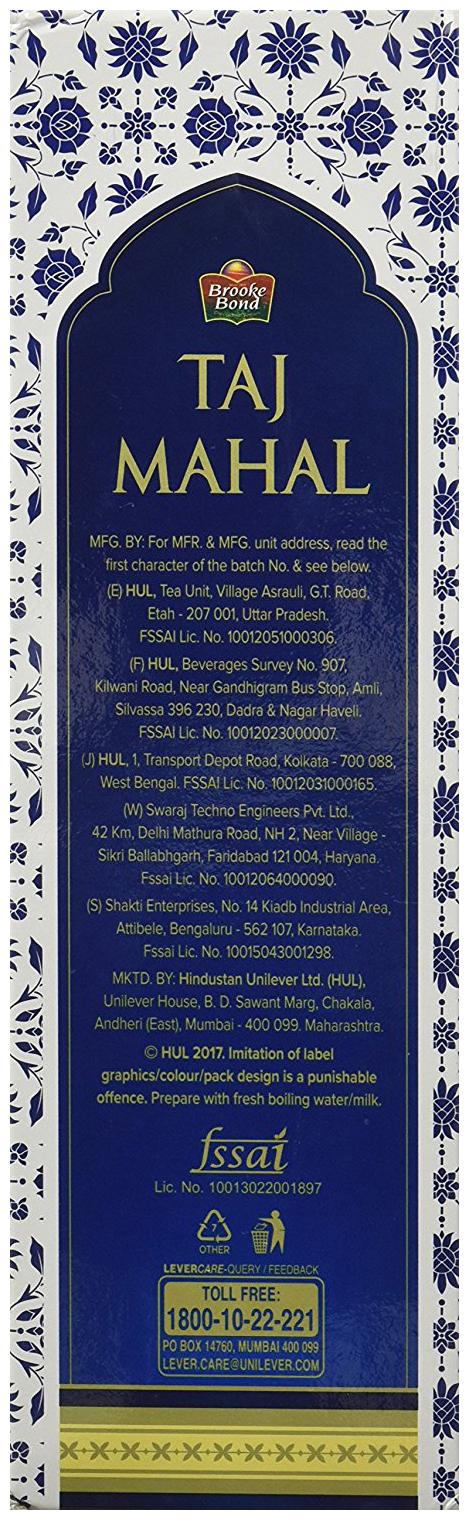 Brooke
Bond
TAJ
MAHAL
MFG. BY: For MFR. & MFG. unit address, read the
first character of the batch No. & see below.
(E) HUL, Tea Unit, Village Asrauli, G.T. Road,
Etah - 207 001, Uttar Pradesh.
FSSAI Lic. No. 10012051000306.
(F) HUL, Beverages Survey No. 907,
Kilwani Road, Near Gandhigram Bus Stop, Amli,
Silvassa 396 230, Dadra & Nagar Haveli.
FSSAI Lic. No. 10012023000007.
(J) HUL, 1, Transport Depot Road, Kolkata - 700 088,
West Bengal. FSSAI Lic. No. 10012031000165.
(W) Swaraj Techno Engineers Pvt. Ltd.,
42 Km, Delhi Mathura Road, NH 2, Near Village -
Sikri Ballabhgarh, Faridabad 121 004, Haryana.
Fssai Lic. No. 10012064000090.
(S) Shakti Enterprises, No. 14 Kiadb Industrial Area,
Attibele, Bengaluru - 562 107, Karnataka.
Fssai Lic. No. 10015043001298.
MKTD. BY: Hindustan Unilever Ltd. (HUL),
Unilever House, B. D. Sawant Marg, Chakala,
Andheri (East), Mumbai - 400 099. Maharashtra.
© HUL 2017. Imitation of label
graphics/colour/pack design is a punishable
offence. Prepare with fresh boiling water/milk.
fssai
Lic. No. 10013022001897
7
OTHER
LEVERCARE-QUERY / FEEDBACK
TOLL FREE:
1800-10-22-221
PO BOX 14760, MUMBAI 400 099
LEVER.CARE@UNILEVER.COM